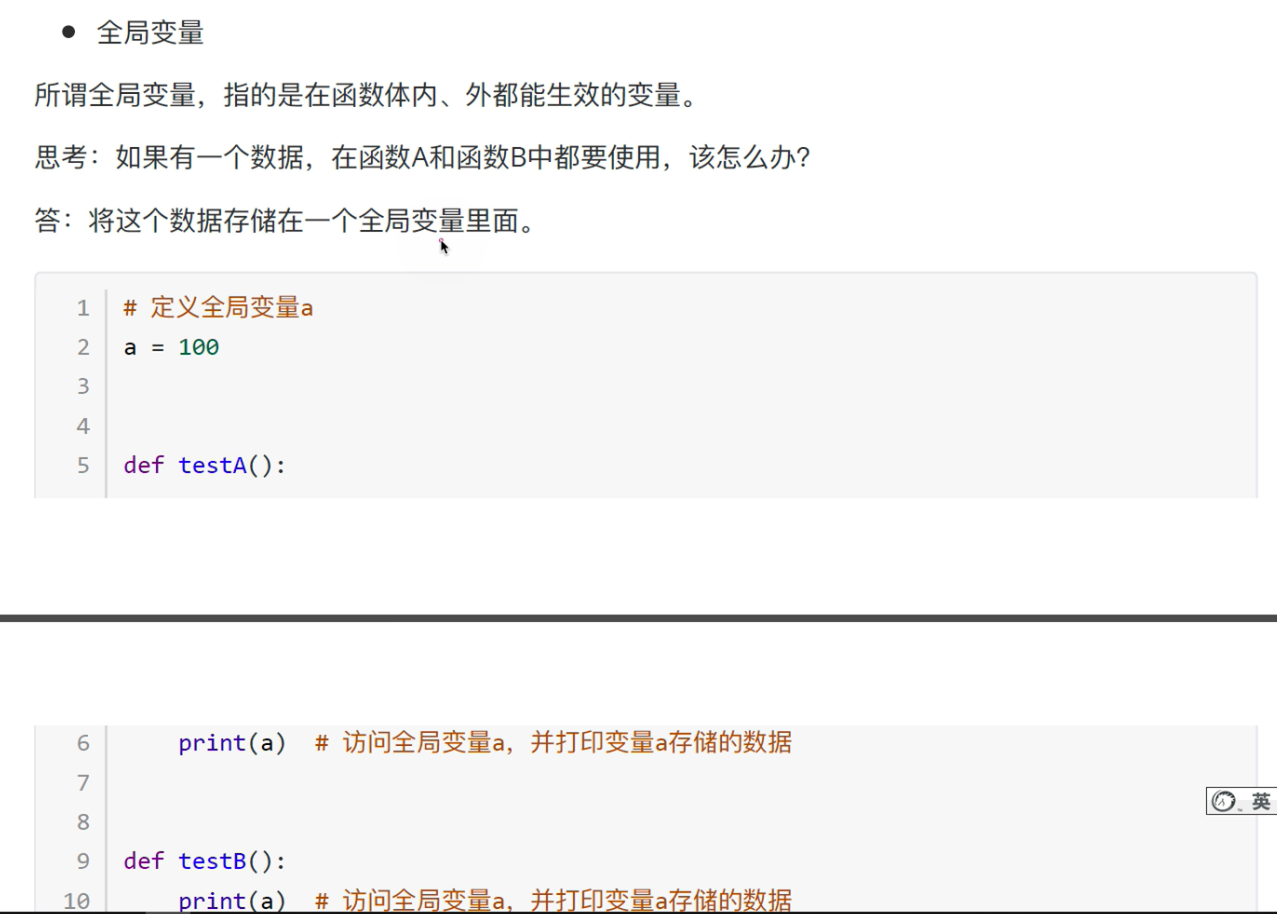 全局变量
所谓全局变量，指的是在函数体内、外都能生效的变量。
思考：如果有一个数据，在函数A和函数B中都要使用，该怎么办？
答：将这个数据存储在一个全局变量里面。
1 # 定义全局变量a
2 a = 100
3
4
5 def testA():
6     print(a)  # 访问全局变量a，并打印变量a存储的数据
7
8
9 def testB():
10     print(a)  # 访问全局变量a，并打印变量a存储的数据
英